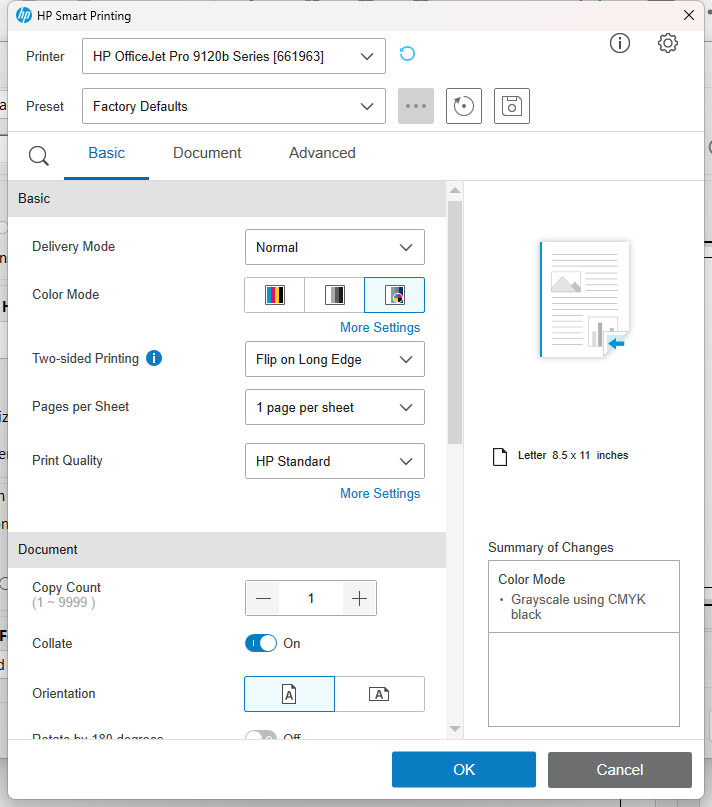 HP Smart Printing
Printer
HP OfficeJet Pro 9120b Series [661963]
Preset
Factory Defaults
Basic
Document
Advanced
Basic
Delivery Mode
Normal
Color Mode
More Settings
Two-sided Printing
Flip on Long Edge
Pages per Sheet
1 page per sheet
Print Quality
HP Standard
More Settings
Document
Copy Count
(1 ~ 9999 )
1
Collate
On
Orientation
Rotate by 180 degrees
Off
Letter 8.5 x 11 inches
Summary of Changes
Color Mode
• Grayscale using CMYK
black
OK
Cancel